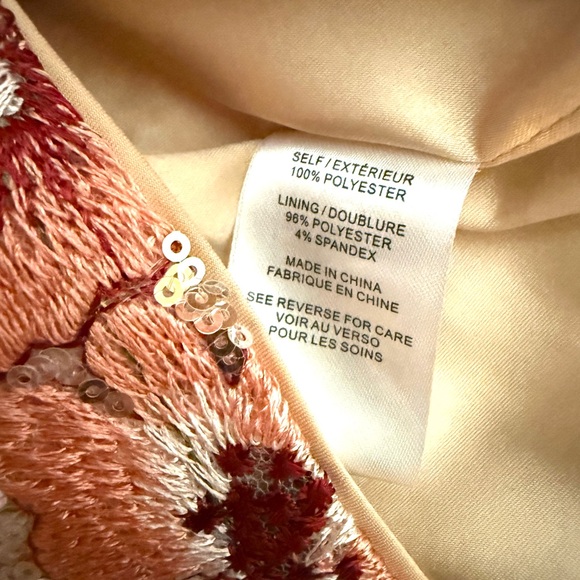 SELF / EXTÉRIEUR
100% POLYESTER
LINING / DOUBLURE
96% POLYESTER
4% SPANDEX
MADE IN CHINA
FABRIQUE EN CHINE
SEE REVERSE FOR CARE
VOIR AU VERSO
POUR LES SOINS